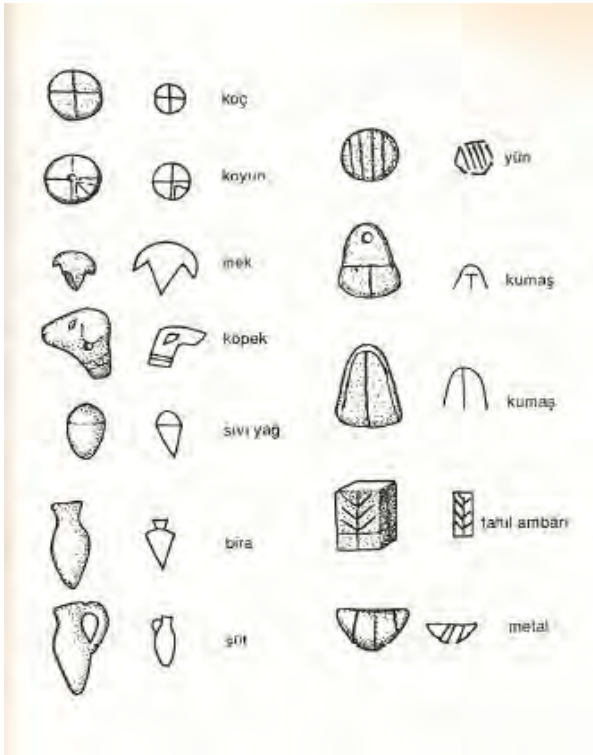 koç
koyun
inek
köpek
sıvı yağ
bira
süt
yün
kumaş
kumaş
tahıl ambarı
metal